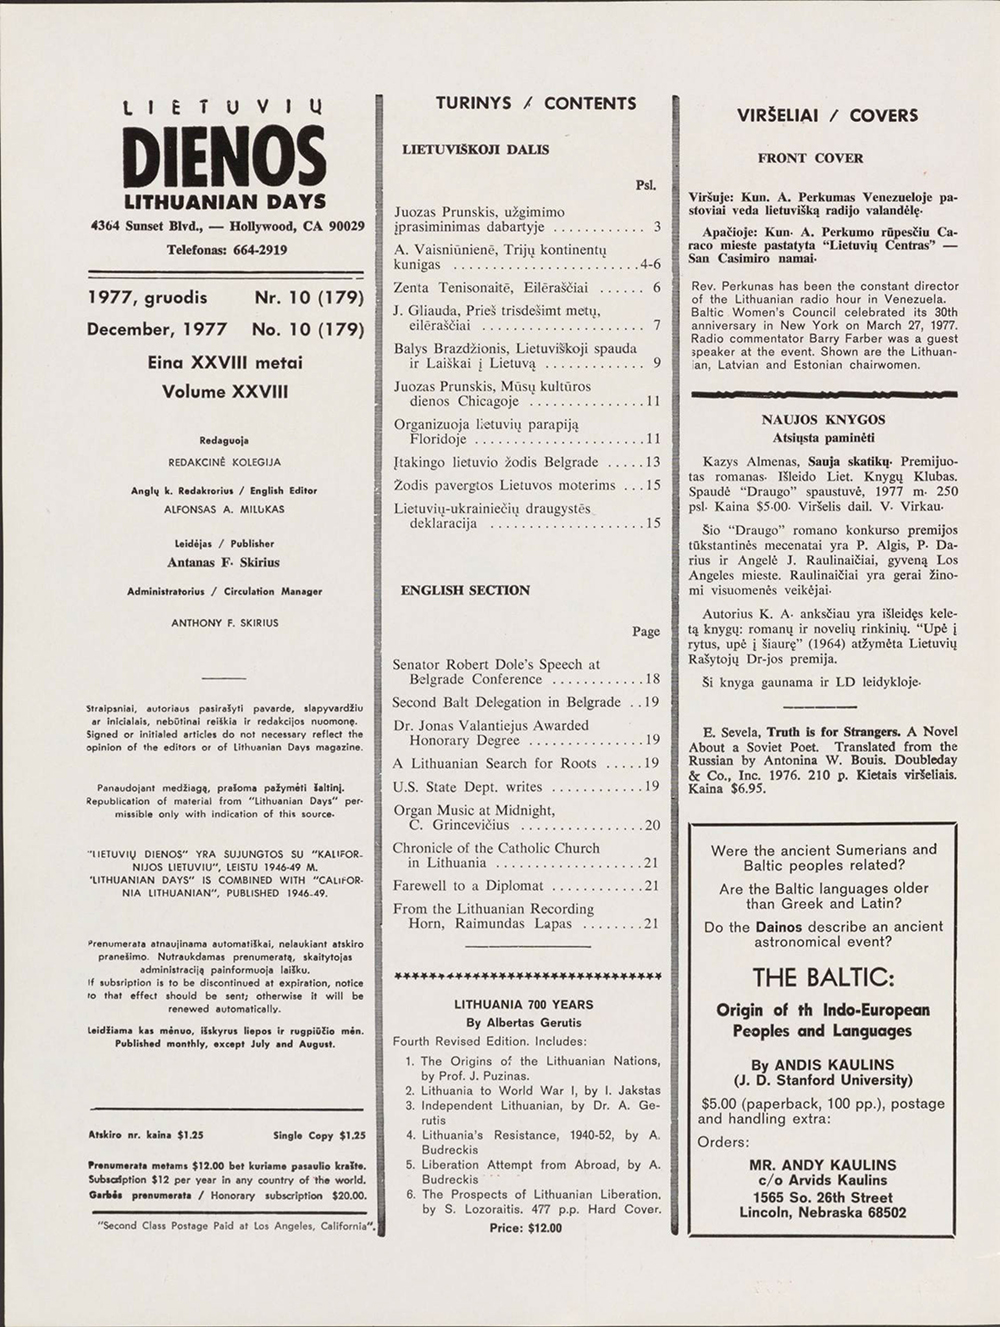 LIETUVIŲ
DIENOS
LITHUANIAN DAYS
4364 Sunset Blvd., — Hollywood, CA 90029
Telefonas: 664-2919
1977, gruodis Nr. 10 (179)
December, 1977 No. 10 (179)
Eina XXVIII metai
Volume XXVIII
Redaguoja
REDAKCINĖ KOLEGIJA
Anglų k. Redaktorius / English Editor
ALFONSAS A. MILUKAS
Leidėjas / Publisher
Antanas F. Skirius
Administratorius / Circulation Manager
ANTHONY F. SKIRIUS
Straipsniai, autoriaus pasirašyti pavarde, slapyvardžiu
ar inicialais, nebūtinai reiškia ir redakcijos nuomonę.
Signed or initialed articles do not necessary reflect the
opinion of the editors or of Lithuanian Days magazine.
Panaudojant medžiagą, prašoma pažymėti šaltinį.
Republication of material from "Lithuanian Days" per-
missible only with indication of this source.
"LIETUVIŲ DIENOS" YRA SUJUNGTOS SU "KALIFOR-
NIJOS LIETUVIU", LEISTU 1946-49 M.
'LITHUANIAN DAYS" IS COMBINED WITH "CALIFOR-
NIA LITHUANIAN", PUBLISHED 1946-49.
Prenumerata atnaujinama automatiškai, nelaukiant atskiro
pranešimo. Nutraukdamas prenumeratą, skaitytojas
administraciją painformuoja laišku.
If subsription is to be discontinued at expiration, notice
to that effect should be sent; otherwise it will be
renewed automatically.
Leidžiama kas mėnuo, išskyrus liepos ir rugpiūčio mėn.
Published monthly, except July and August.
Atskiro nr. kaina $1.25 Single Copy $1.25
Prenumerata metams $12.00 bet kuriame pasaulio krašte.
Subscription $12 per year in any country of the world.
Garbės prenumerata / Honorary subscription $20.00.
"Second Class Postage Paid at Los Angeles, California".
TURINYS / CONTENTS
LIETUVIŠKOJI DALIS
Psl.
Juozas Prunskis, užgimimo
įprasiminimas dabartyje ............ 3
A. Vaisniūnienė, Trijų kontinentų
kunigas ........................4-6
Zenta Tenisonaitė, Eilėraščiai ...... 6
J. Gliauda, Prieš trisdešimt metų,
eilėraščiai ..................... 7
Balys Brazdžionis, Lietuviškoji spauda
ir Laiškai į Lietuvą ............. 9
Juozas Prunskis, Mūsų kultūros
dienos Chicagoje ...............11
Organizuoja lietuvių parapiją
Floridoje ......................11
Įtakingo lietuvio žodis Belgrade .....13
Žodis pavergtos Lietuvos moterims ...15
Lietuvių-ukrainiečių draugystės
deklaracija ....................15
ENGLISH SECTION
Page
Senator Robert Dole's Speech at
Belgrade Conference ............18
Second Balt Delegation in Belgrade ..19
Dr. Jonas Valantiejus Awarded
Honorary Degree ...............19
A Lithuanian Search for Roots .....19
U.S. State Dept. writes ............19
Organ Music at Midnight,
C. Grincevičius ................20
Chronicle of the Catholic Church
in Lithuania ...................21
Farewell to a Diplomat ............21
From the Lithuanian Recording
Horn, Raimundas Lapas ........21
LITHUANIA 700 YEARS
By Albertas Gerutis
Fourth Revised Edition. Includes:
1. The Origins of the Lithuanian Nations,
by Prof. J. Puzinas.
2. Lithuania to World War I, by I. Jakstas
3. Independent Lithuanian, by Dr. A. Ge-
rutis
4. Lithuania's Resistance, 1940-52, by A.
Budreckis
5. Liberation Attempt from Abroad, by A.
Budreckis
6. The Prospects of Lithuanian Liberation,
by S. Lozoraitis. 477 p.p. Hard Cover.
Price: $12.00
VIRŠELIAI / COVERS
FRONT COVER
Viršuje: Kun. A. Perkumas Venezueloje pa-
stoviai veda lietuvišką radijo valandėlę.
Apačioje: Kun. A. Perkumo rūpesčiu Ca-
raco mieste pastatyta "Lietuvių Centras" —
San Casimiro namai.
Rev. Perkunas has been the constant director
of the Lithuanian radio hour in Venezuela.
Baltic Women's Council celebrated its 30th
anniversary in New York on March 27, 1977.
Radio commentator Barry Farber was a guest
speaker at the event. Shown are the Lithuan-
ian, Latvian and Estonian chairwomen.
NAUJOS KNYGOS
Atsiųsta paminėti
Kazys Almenas, Sauja skatikų. Premijuo-
tas romanas. Išleido Liet. Knygų Klubas.
Spaudė "Draugo" spaustuvė, 1977 m. 250
psl. Kaina $5.00. Viršelis dail. V. Virkau.
Šio "Draugo" romano konkurso premijos
tūkstantinės mecenatai yra P. Algis, P. Da-
rius ir Angelė J. Raulinaičiai, gyveną Los
Angeles mieste. Raulinaičiai yra gerai žino-
mi visuomenės veikėjai.
Autorius K. A. anksčiau yra išleidęs kele-
tą knygų: romanų ir novelių rinkinių. "Upė į
rytus, upė į šiaurę" (1964) atžymėta Lietuvių
Rašytojų Dr-jos premija.
Ši knyga gaunama ir LD leidykloje.
E. Sevela, Truth is for Strangers. A Novel
About a Soviet Poet. Translated from the
Russian by Antonina W. Bouis. Doubleday
& Co., Inc. 1976. 210 p. Kietais viršeliais.
Kaina $6.95.
Were the ancient Sumerians and
Baltic peoples related?
Are the Baltic languages older
than Greek and Latin?
Do the Dainos describe an ancient
astronomical event?
THE BALTIC:
Origin of th Indo-European
Peoples and Languages
By ANDIS KAULINS
(J. D. Stanford University)
$5.00 (paperback, 100 pp.), postage
and handling extra:
Orders:
MR. ANDY KAULINS
c/o Arvids Kaulins
1565 So. 26th Street
Lincoln, Nebraska 68502